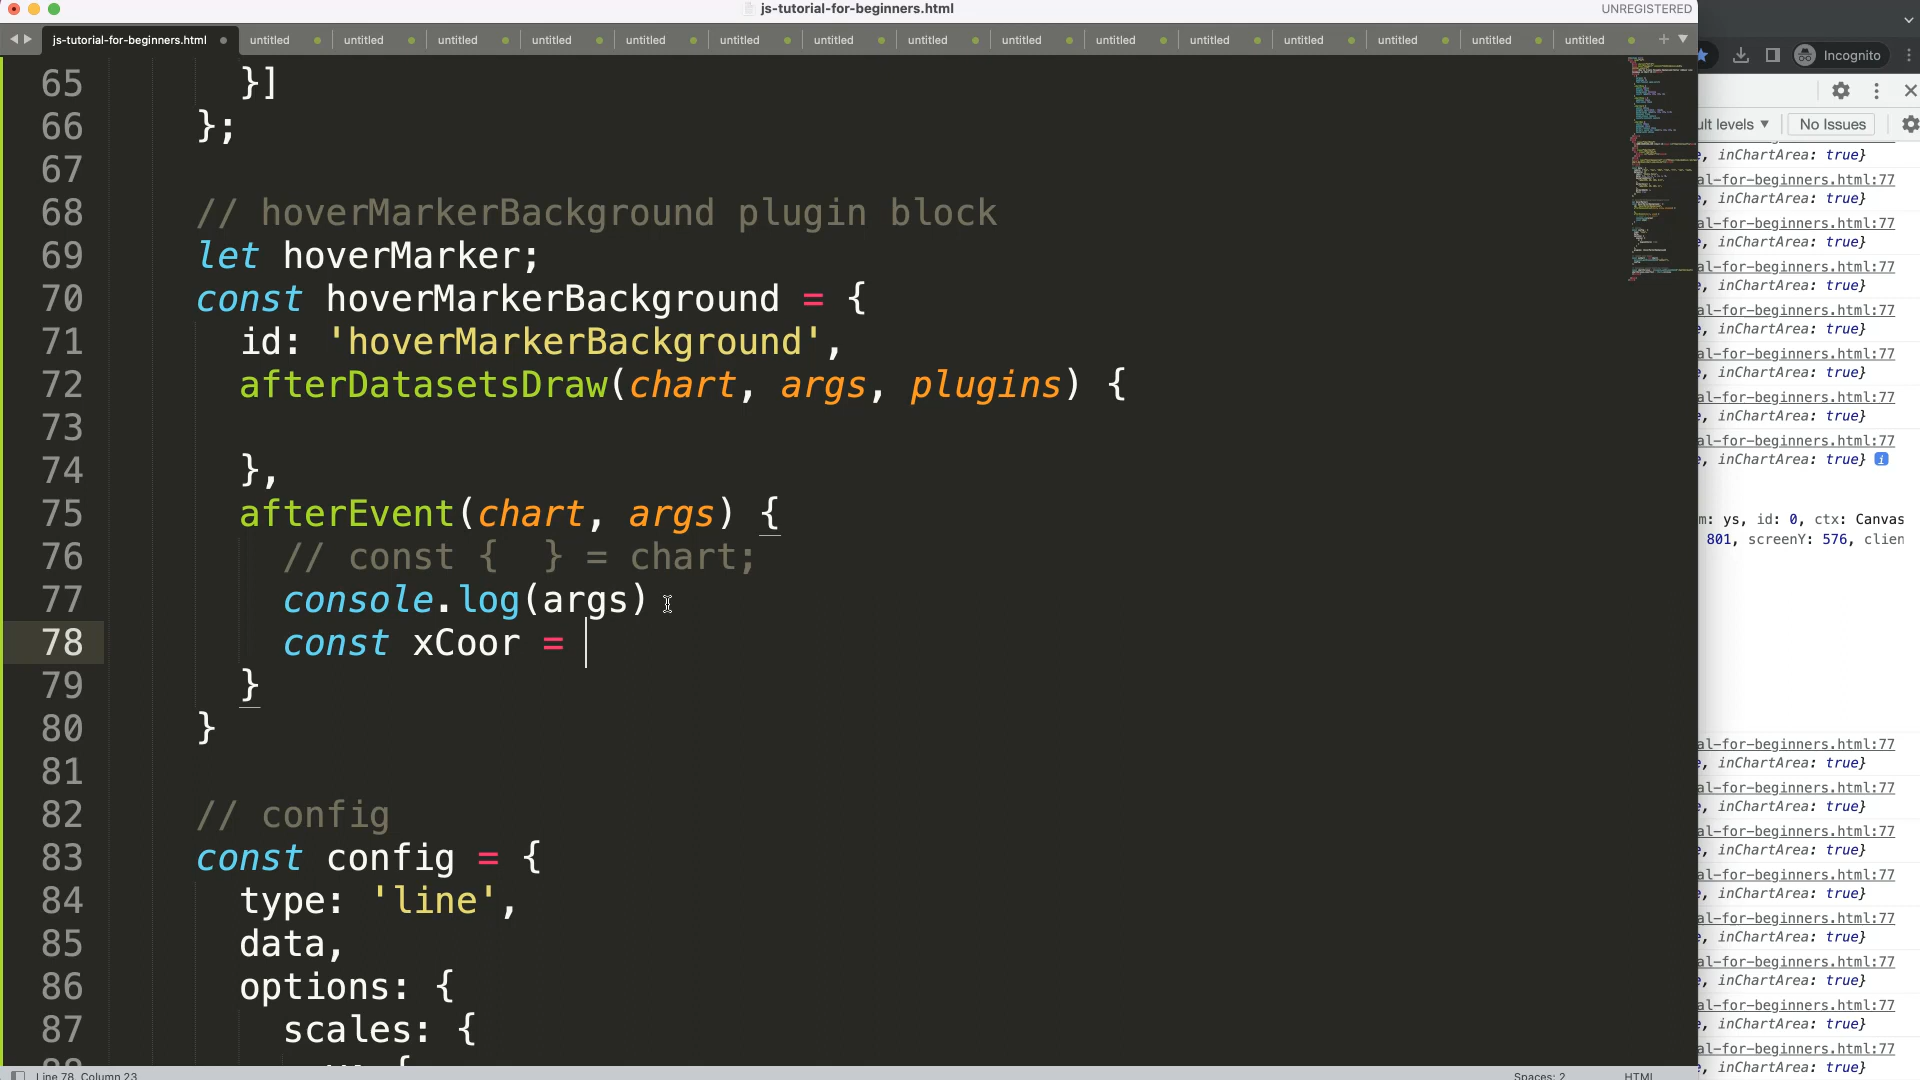 js-tutorial-for-beginners.html
UNREGISTERED
js-tutorial-for-beginners.html untitled untitled untitled untitled untitled untitled untitled untitled untitled untitled untitled untitled untitled untitled untitled
Incognito
65 }]
66 };
67
68 // hoverMarkerBackground plugin block
69 let hoverMarker;
70 const hoverMarkerBackground = {
71 id: 'hoverMarkerBackground',
72 afterDatasetsDraw(chart, args, plugins) {
73
74 },
75 afterEvent(chart, args) {
76 // const {  } = chart;
77 console.log(args)
78 const xCoor =
79 }
80 }
81
82 // config
83 const config = {
84 type: 'line',
85 data,
86 options: {
87 scales: {
ult levels ▼ No Issues
inChartArea: true}
al-for-beginners.html:77
, inChartArea: true}
al-for-beginners.html:77
, inChartArea: true}
al-for-beginners.html:77
, inChartArea: true}
al-for-beginners.html:77
, inChartArea: true}
al-for-beginners.html:77
, inChartArea: true}
al-for-beginners.html:77
, inChartArea: true}
al-for-beginners.html:77
, inChartArea: true} i
m: ys, id: 0, ctx: Canvas
801, screenY: 576, clien
al-for-beginners.html:77
, inChartArea: true}
al-for-beginners.html:77
, inChartArea: true}
al-for-beginners.html:77
, inChartArea: true}
al-for-beginners.html:77
, inChartArea: true}
al-for-beginners.html:77
, inChartArea: true}
al-for-beginners.html:77
, inChartArea: true}
al-for-beginners.html:77
, inChartArea: true}
al-for-beginners.html:77
, inChartArea: true}
Line 78, Column 23
Spaces: 2
HTML